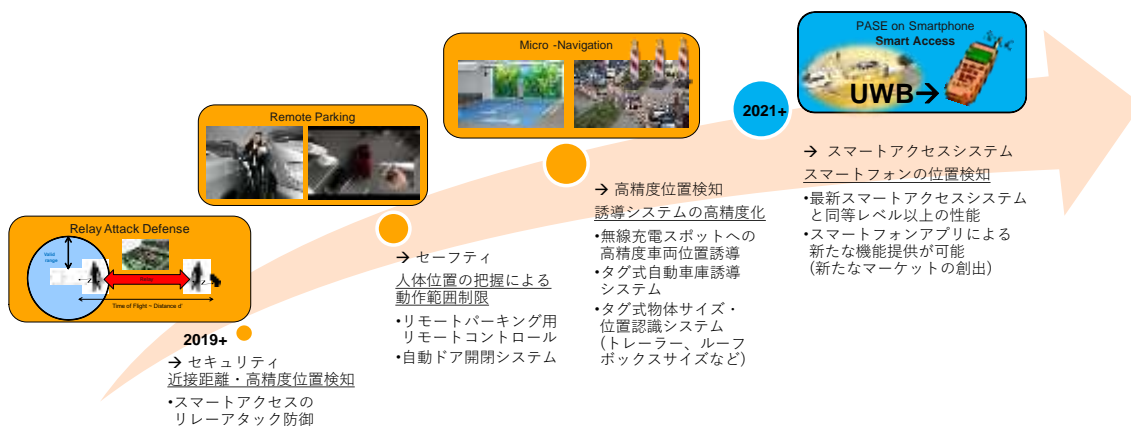 Relay Attack Defense
Valid
range
Time of Flight ~ Distance d'
2019+
→ セキュリティ
近接距離・高精度位置検知
•スマートアクセスの
リレーアタック防御
Remote Parking
→ セーフティ
人体位置の把握による
動作範囲制限
•リモートパーキング用
リモートコントロール
•自動ドア開閉システム
Micro -Navigation
→ 高精度位置検知
誘導システムの高精度化
•無線充電スポットへの
高精度車両位置誘導
•タグ式自動車庫誘導
システム
•タグ式物体サイズ・
位置認識システム
(トレーラー、ルーフ
ボックスサイズなど)
2021+
PASE on Smartphone
Smart Access
UWB→
→ スマートアクセスシステム
スマートフォンの位置検知
•最新スマートアクセスシステム
と同等レベル以上の性能
•スマートフォンアプリによる
新たな機能提供が可能
(新たなマーケットの創出)